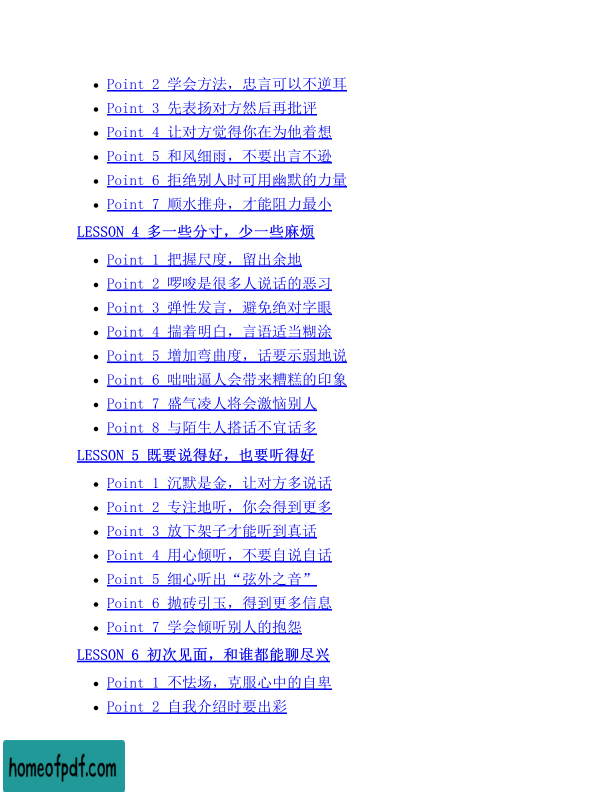 Point 2 学会方法，忠言可以不逆耳
Point 3 先表扬对方然后再批评
Point 4 让对方觉得你在为他着想
Point 5 和风细雨，不要出言不逊
Point 6 拒绝别人时可用幽默的力量
Point 7 顺水推舟，才能阻力最小
LESSON 4 多一些分寸，少一些麻烦
Point 1 把握尺度，留出余地
Point 2 啰唆是很多人说话的恶习
Point 3 弹性发言，避免绝对字眼
Point 4 揣着明白，言语适当糊涂
Point 5 增加弯曲度，话要示弱地说
Point 6 咄咄逼人会带来糟糕的印象
Point 7 盛气凌人将会激恼别人
Point 8 与陌生人搭话不宜话多
LESSON 5 既要说得好，也要听得好
Point 1 沉默是金，让对方多说话
Point 2 专注地听，你会得到更多
Point 3 放下架子才能听到真话
Point 4 用心倾听，不要自说自话
Point 5 细心听出“弦外之音”
Point 6 抛砖引玉，得到更多信息
Point 7 学会倾听别人的抱怨
LESSON 6 初次见面，和谁都能聊尽兴
Point 1 不怯场，克服心中的自卑
Point 2 自我介绍时要出彩
homeofpdf.com